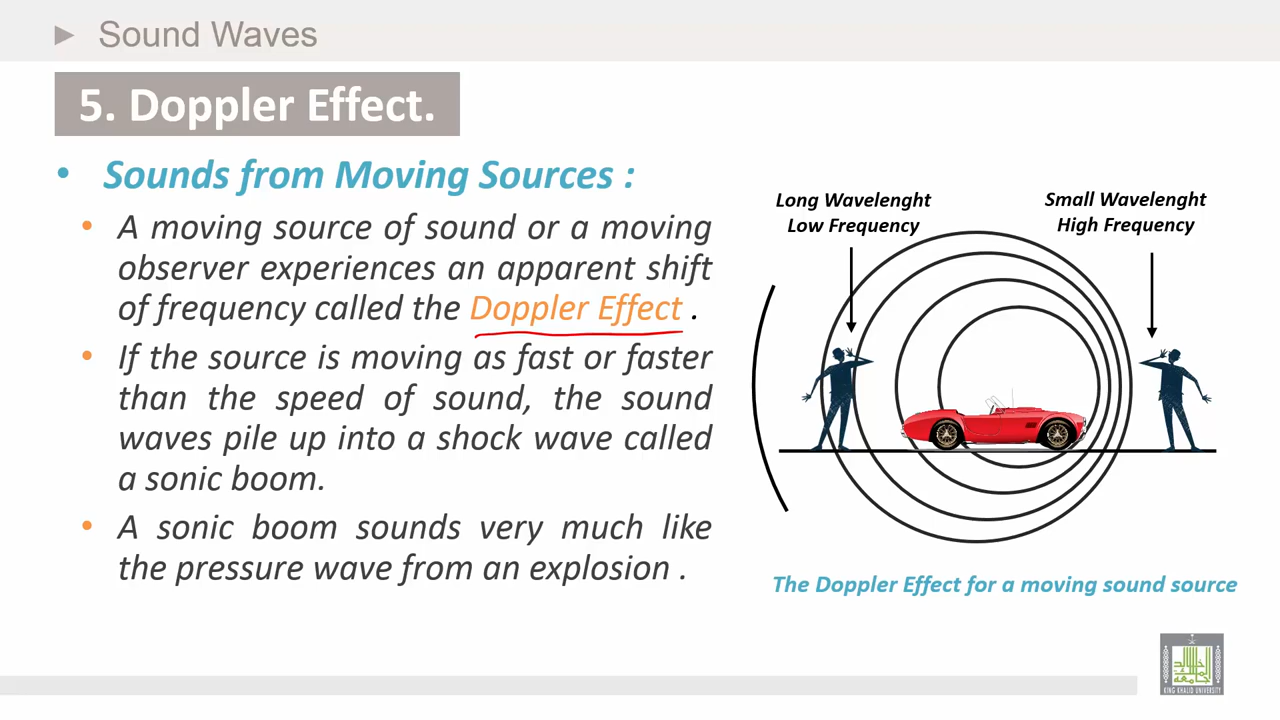 Sound Waves
5. Doppler Effect.
• Sounds from Moving Sources :
• A moving source of sound or a moving
observer experiences an apparent shift
of frequency called the Doppler Effect .
• If the source is moving as fast or faster
than the speed of sound, the sound
waves pile up into a shock wave called
a sonic boom.
• A sonic boom sounds very much like
the pressure wave from an explosion .
Long Wavelenght
Low Frequency
Small Wavelenght
High Frequency
The Doppler Effect for a moving sound source
KING KHALID UNIVERSITY